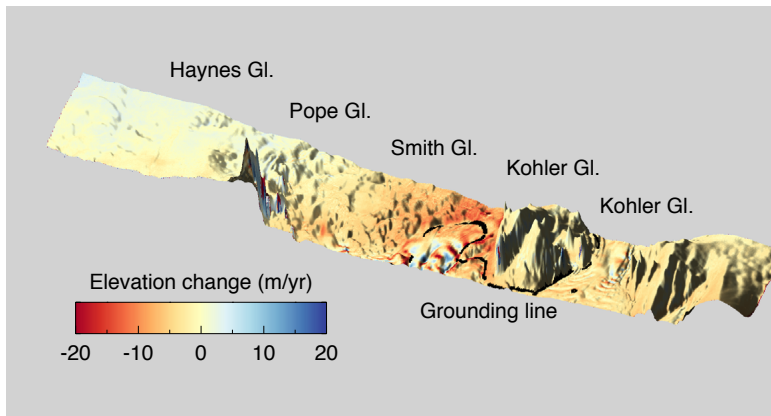 Haynes Gl.
Pope Gl.
Smith Gl.
Kohler Gl.
Kohler Gl.
Elevation change (m/yr)
-20 -10 0 10 20
Grounding line